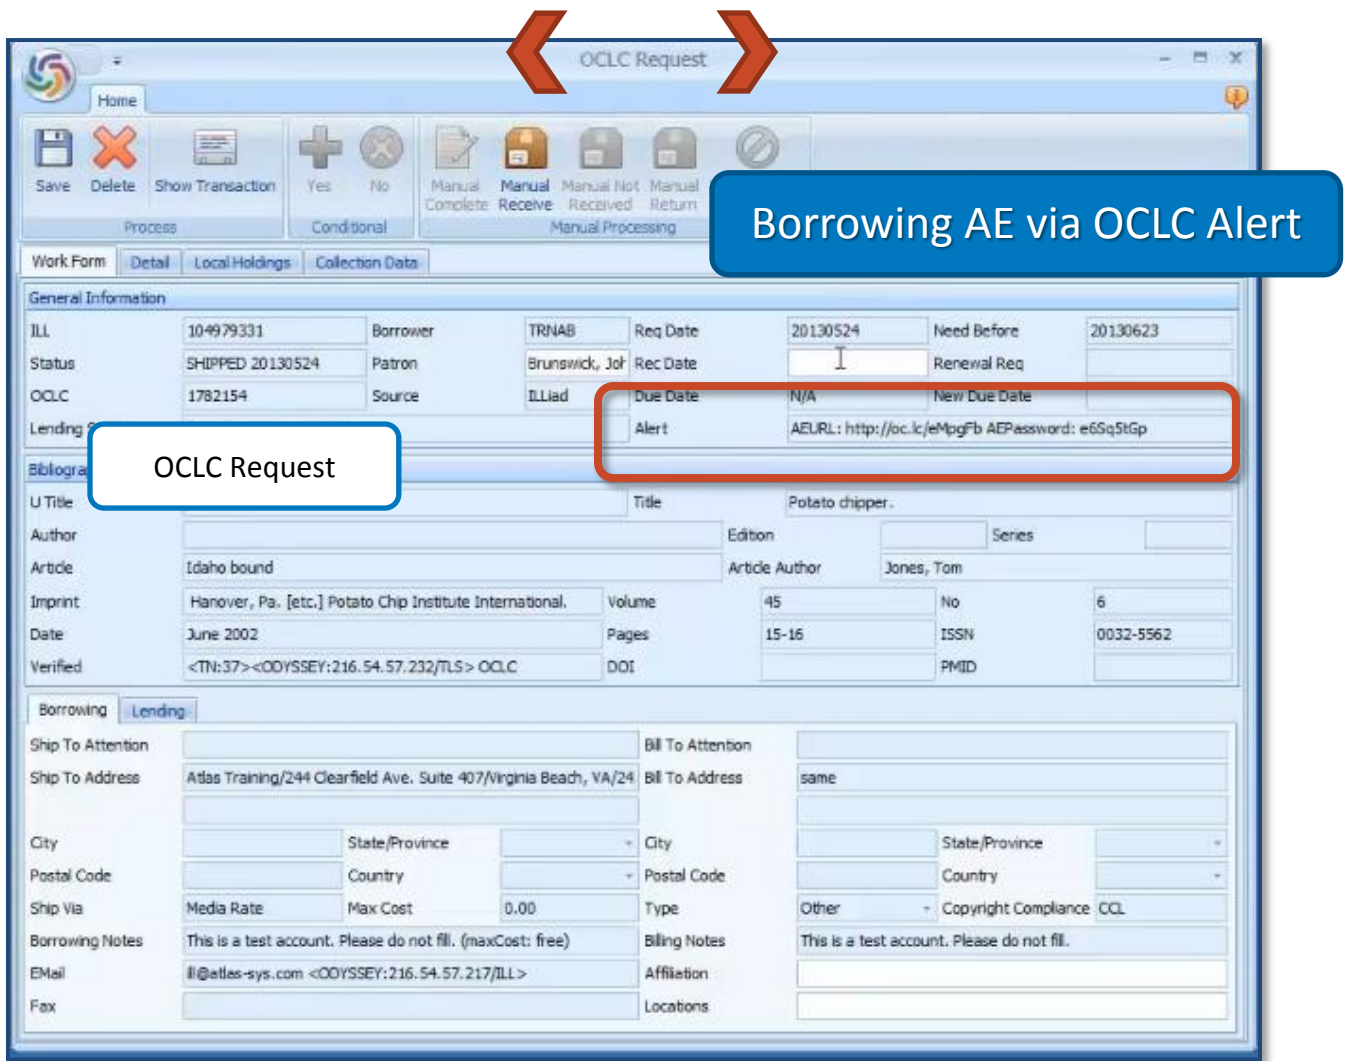 OCLC Request
Home
Save Delete Show Transaction Yes No Manual Complete Manual Receive Manual Not Received Manual Return
Process Conditional Manual Processing
Borrowing AE via OCLC Alert
Work Form Detail Local Holdings Collection Data
General Information
ILL 104979331 Borrower TRNAB Req Date 20130524 Need Before 20130623
Status SHIPPED 20130524 Patron Brunswick, Joh Rec Date Renewal Req
OCLC 1782154 Source ILLiad Due Date N/A New Due Date
Lending Alert AEURL: http://oc.lc/eMpgFb AEPassword: e6Sq5tGp
OCLC Request
U Title Title Potato chipper.
Author Edition Series
Article Idaho bound Article Author Jones, Tom
Imprint Hanover, Pa. [etc.] Potato Chip Institute International. Volume 45 No 6
Date June 2002 Pages 15-16 ISSN 0032-5562
Verified <TN:37><ODYSSEY:216.54.57.232/TLS> OCLC DOI PMID
Borrowing Lending
Ship To Attention Bill To Attention
Ship To Address Atlas Training/244 Clearfield Ave. Suite 407/Virginia Beach, VA/24 Bill To Address same
City State/Province City State/Province
Postal Code Country Postal Code Country
Ship Via Media Rate Max Cost 0.00 Type Other Copyright Compliance CCL
Borrowing Notes This is a test account. Please do not fill. (maxCost: free) Billing Notes This is a test account. Please do not fill.
EMail ill@atlas-sys.com <ODYSSEY:216.54.57.217/ILL> Affiliation
Fax Locations